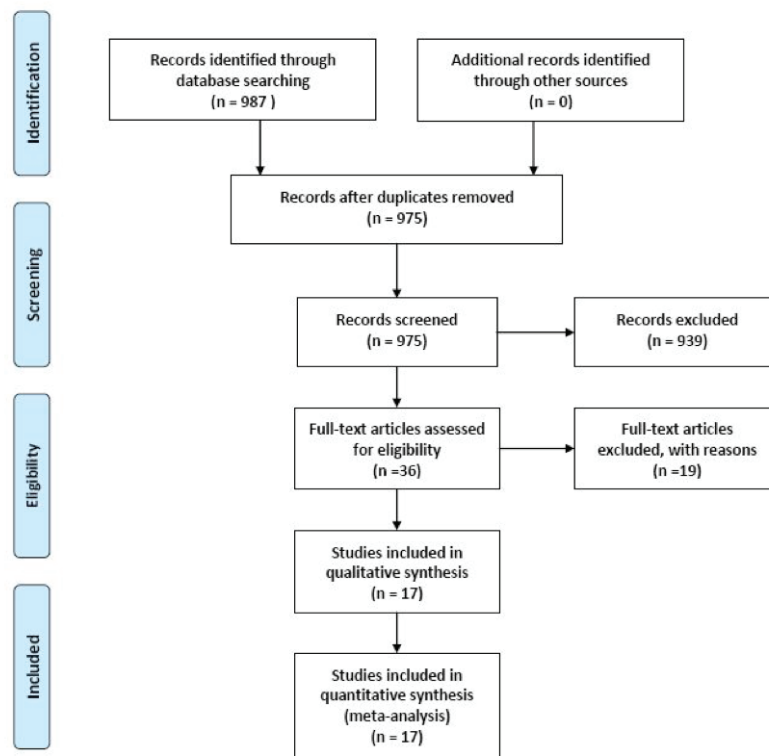 Identification
Records identified through
database searching
(n = 987 )
Additional records identified
through other sources
(n = 0)
Records after duplicates removed
(n = 975)
Screening
Records screened
(n = 975)
Records excluded
(n = 939)
Eligibility
Full-text articles assessed
for eligibility
(n =36)
Full-text articles
excluded, with reasons
(n =19)
Studies included in
qualitative synthesis
(n = 17)
Included
Studies included in
quantitative synthesis
(meta-analysis)
(n = 17)